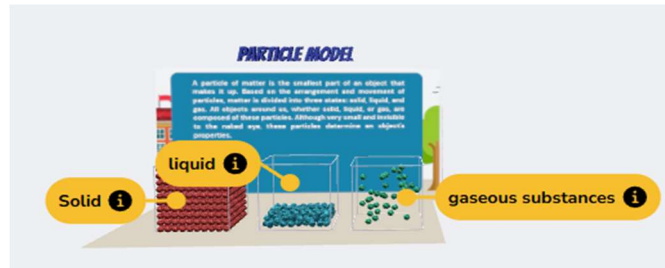 PARTICLE MODEL
A particle of matter is the smallest part of an object that
makes it up. Based on the arrangement and movement of
particles, matter is divided into three states: solid, liquid, and
gas. All objects around us, whether solid, liquid, or gas, are
composed of these particles. Although very small and invisible
to the naked eye, these particles determine an object's
properties.
liquid
Solid
gaseous substances